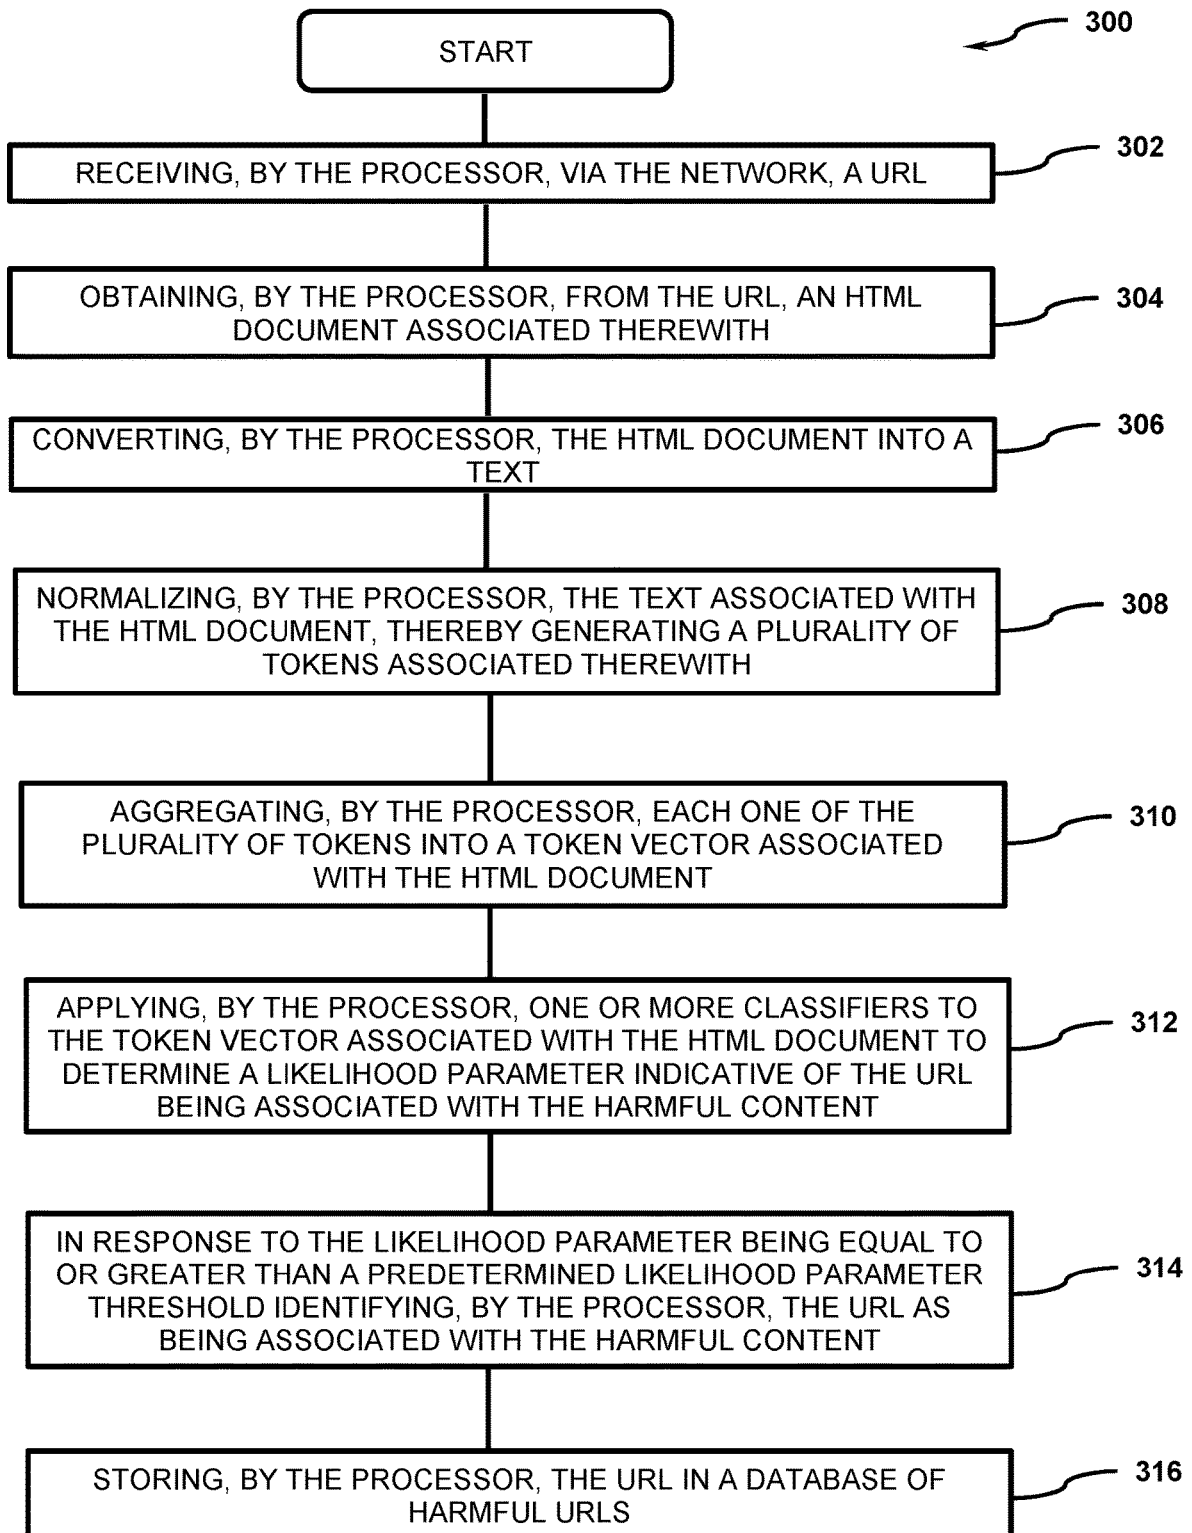 START
300
RECEIVING, BY THE PROCESSOR, VIA THE NETWORK, A URL
302
OBTAINING, BY THE PROCESSOR, FROM THE URL, AN HTML
DOCUMENT ASSOCIATED THEREWITH
304
CONVERTING, BY THE PROCESSOR, THE HTML DOCUMENT INTO A
TEXT
306
NORMALIZING, BY THE PROCESSOR, THE TEXT ASSOCIATED WITH
THE HTML DOCUMENT, THEREBY GENERATING A PLURALITY OF
TOKENS ASSOCIATED THEREWITH
308
AGGREGATING, BY THE PROCESSOR, EACH ONE OF THE
PLURALITY OF TOKENS INTO A TOKEN VECTOR ASSOCIATED
WITH THE HTML DOCUMENT
310
APPLYING, BY THE PROCESSOR, ONE OR MORE CLASSIFIERS TO
THE TOKEN VECTOR ASSOCIATED WITH THE HTML DOCUMENT TO
DETERMINE A LIKELIHOOD PARAMETER INDICATIVE OF THE URL
BEING ASSOCIATED WITH THE HARMFUL CONTENT
312
IN RESPONSE TO THE LIKELIHOOD PARAMETER BEING EQUAL TO
OR GREATER THAN A PREDETERMINED LIKELIHOOD PARAMETER
THRESHOLD IDENTIFYING, BY THE PROCESSOR, THE URL AS
BEING ASSOCIATED WITH THE HARMFUL CONTENT
314
STORING, BY THE PROCESSOR, THE URL IN A DATABASE OF
HARMFUL URLS
316